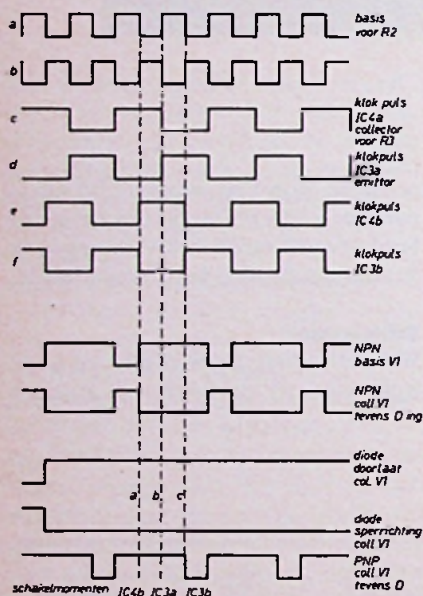 a
basis
voor R2
b
c
klok puls
IC4a
collector
voor R3
d
klokpuls
IC3a
emittor
e
klokpuls
IC4b
f
klokpuls
IC3b
NPN
basis V1
NPN
coll V1
tevens D ing
diode
doorlaat
col. V1
a b c
diode
sperrichting
coll V1
PNP
coll V1
tevens D
schakelmomenten IC4b IC3a IC3b